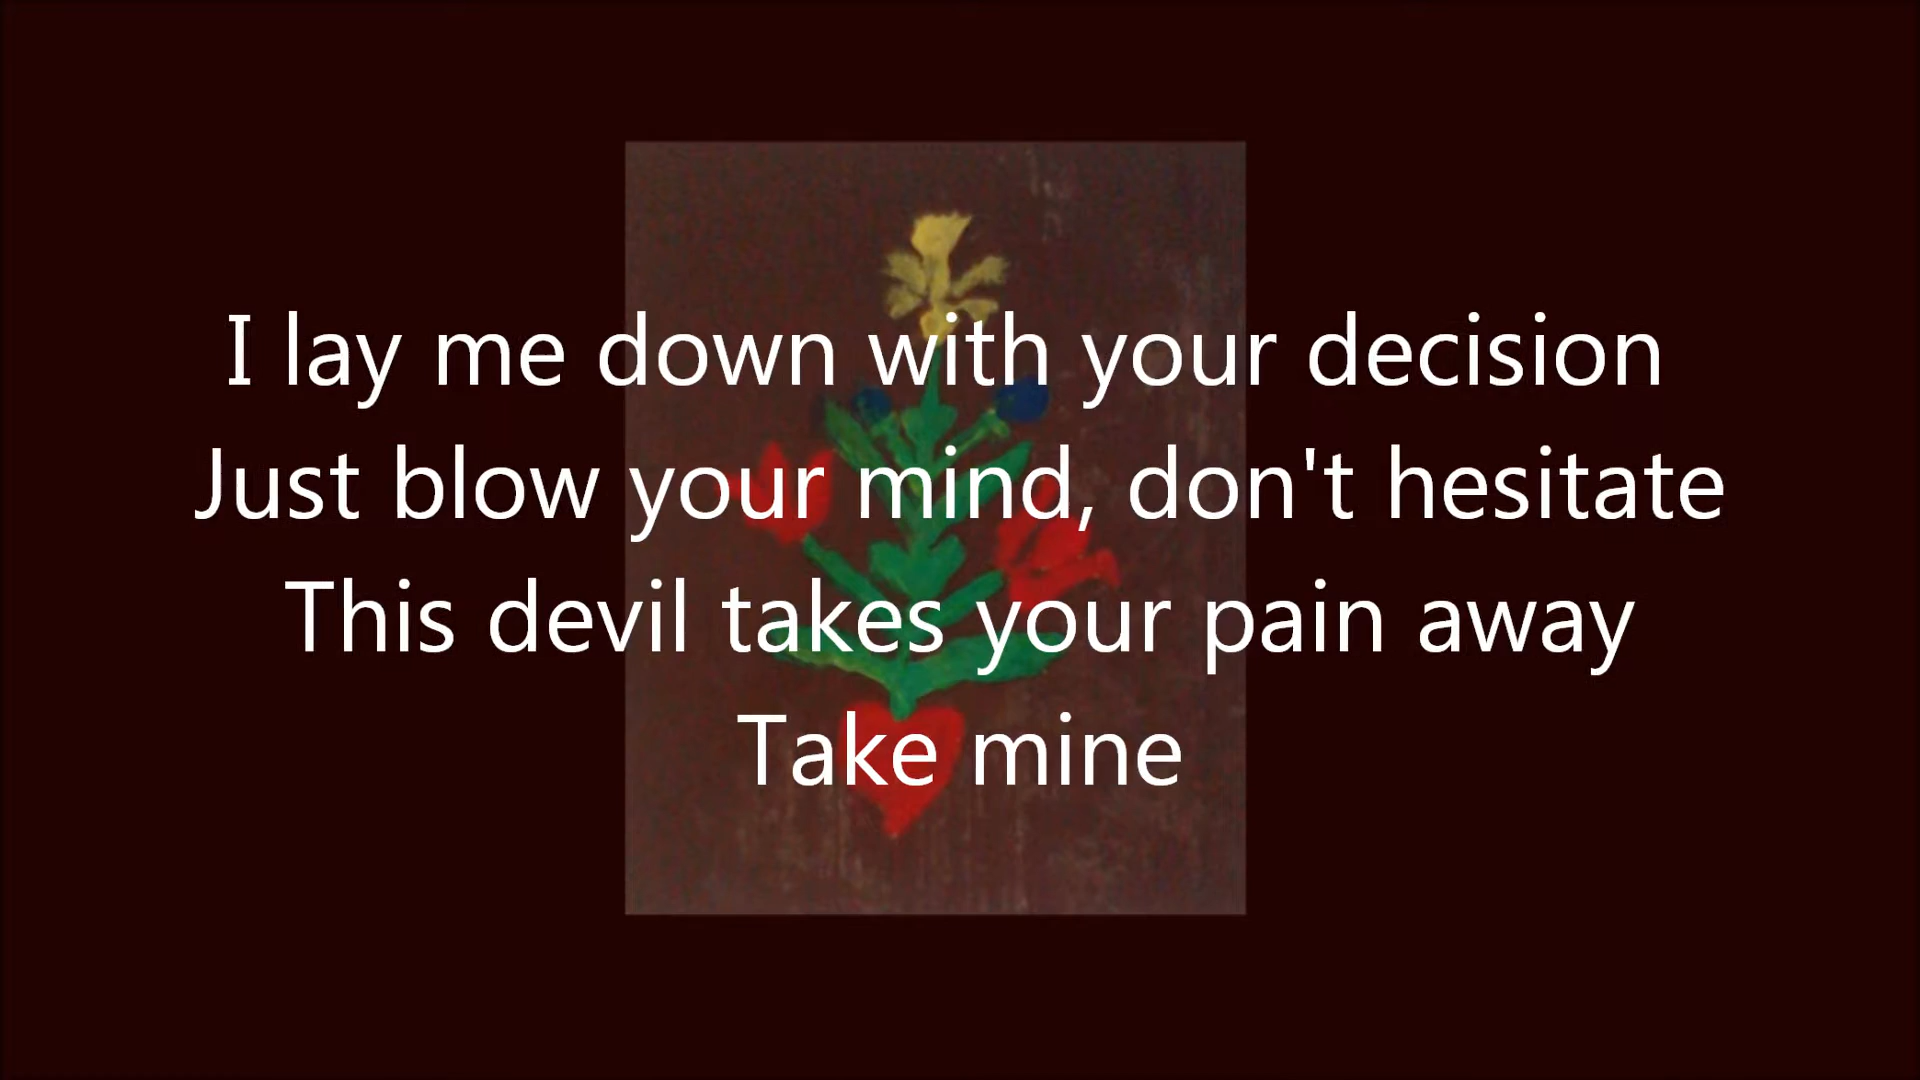 I lay me down with your decision
Just blow your mind, don't hesitate
This devil takes your pain away
Take mine